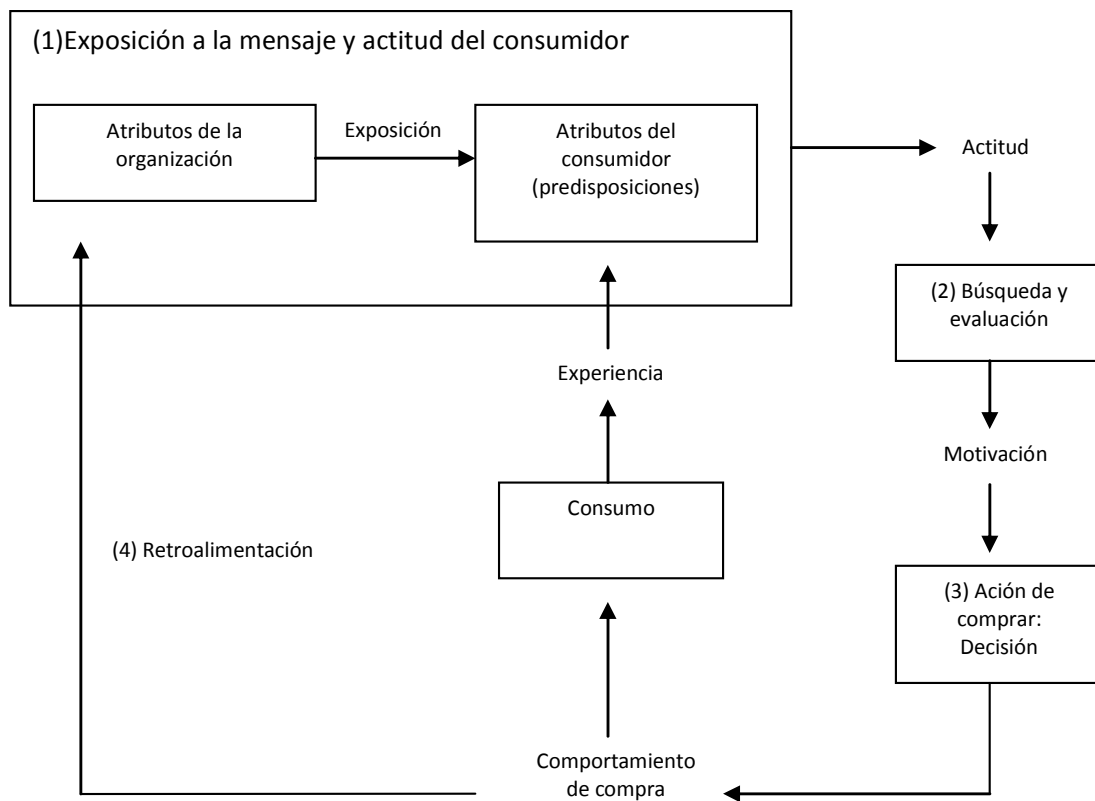 (1)Exposición a la mensaje y actitud del consumidor
Atributos de la
organización
Exposición
Atributos del
consumidor
(predisposiciones)
Actitud
(2) Búsqueda y
evaluación
Experiencia
Motivación
Consumo
(4) Retroalimentación
(3) Ación de
comprar:
Decisión
Comportamiento
de compra